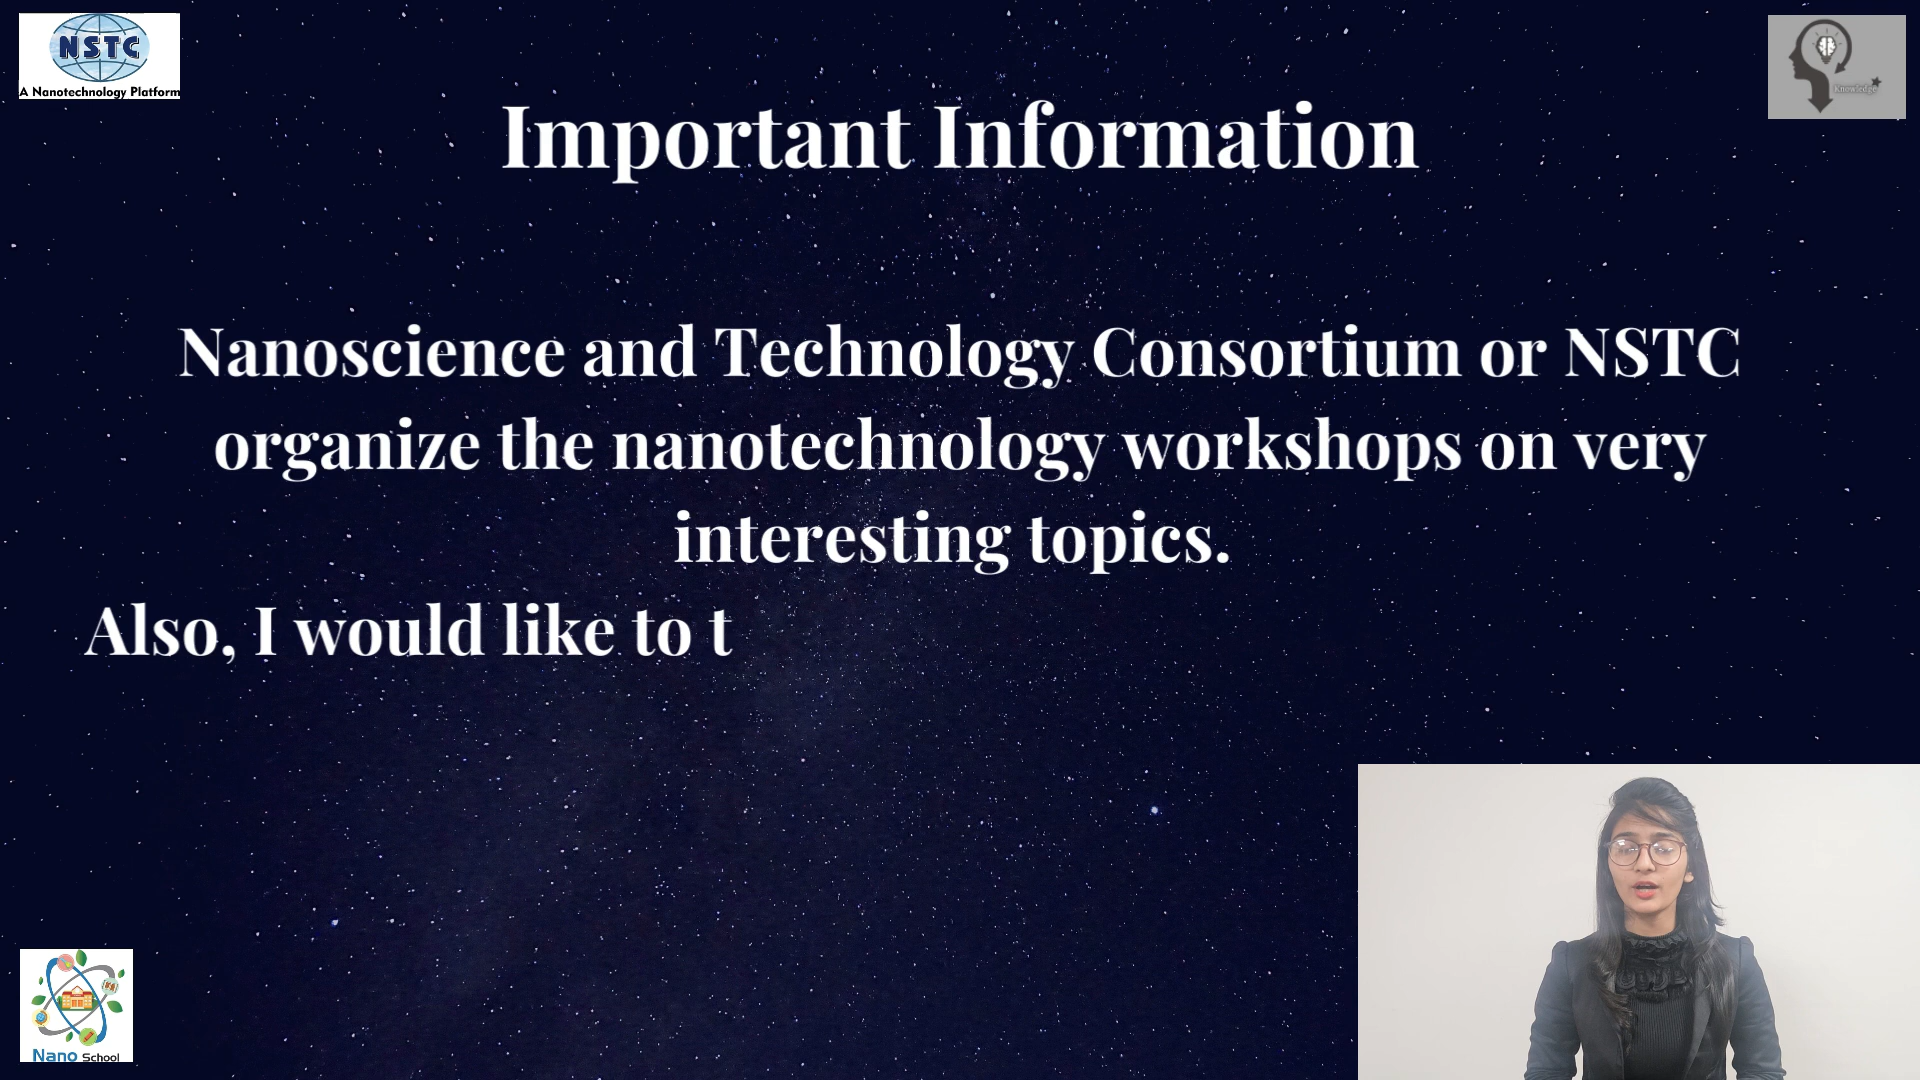 NSTC
A Nanotechnology Platform
Knowledge
Important Information
Nanoscience and Technology Consortium or NSTC
organize the nanotechnology workshops on very
interesting topics.
Also, I would like to t
Nano School